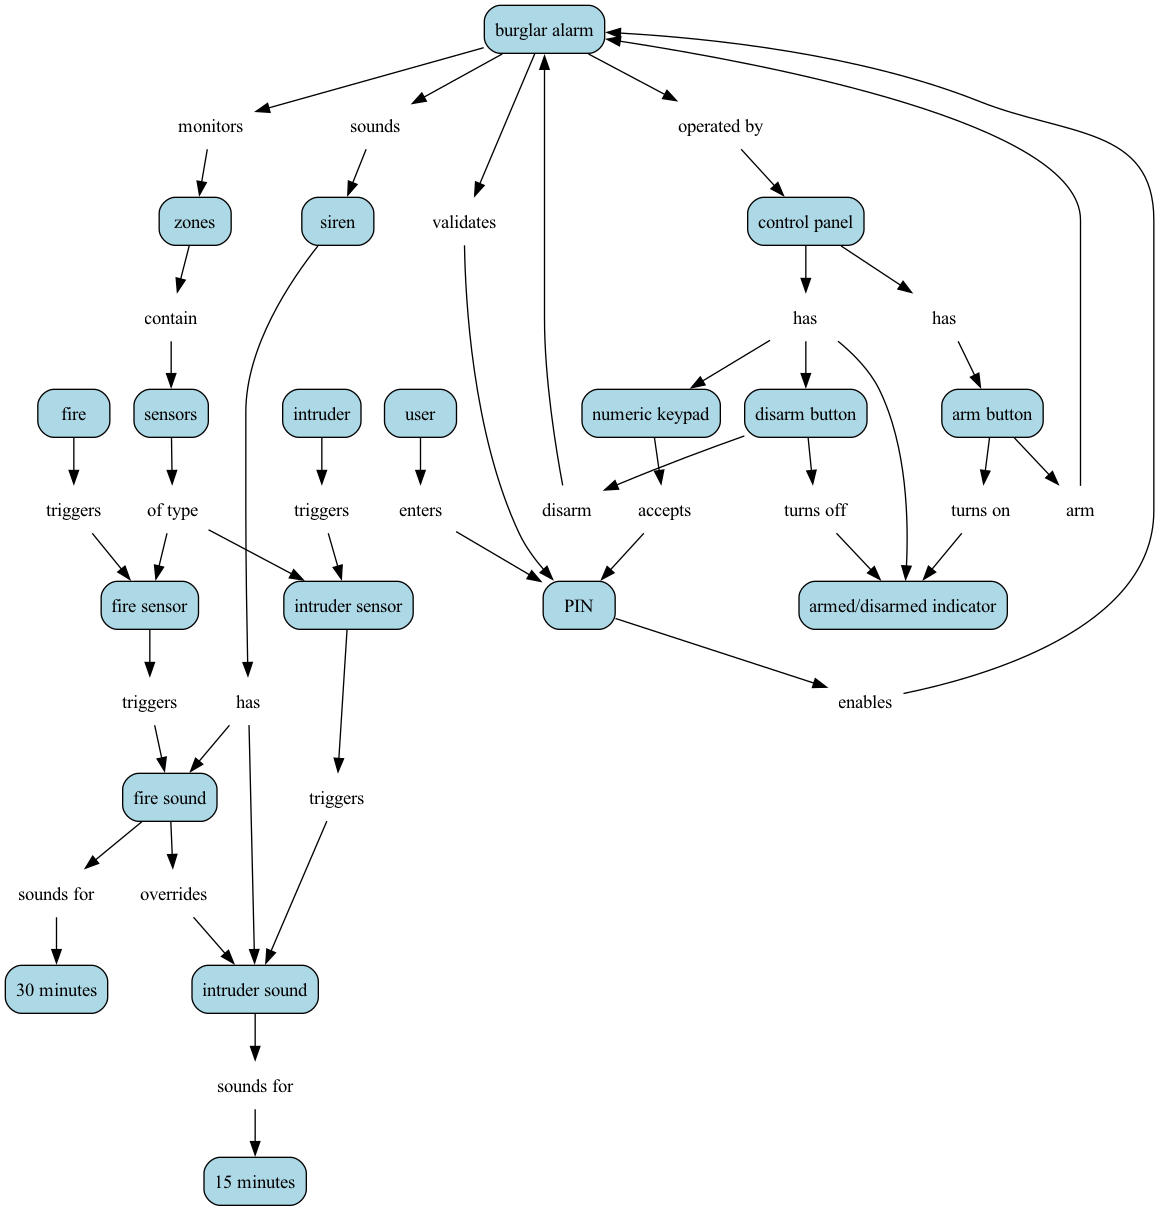 burglar alarm
monitors
sounds
operated by
zones
siren
validates
control panel
contain
has
has
fire
sensors
intruder
user
numeric keypad
disarm button
arm button
triggers
of type
triggers
enters
disarm
accepts
turns off
turns on
arm
fire sensor
intruder sensor
PIN
armed/disarmed indicator
triggers
has
enables
fire sound
triggers
sounds for
overrides
30 minutes
intruder sound
sounds for
15 minutes